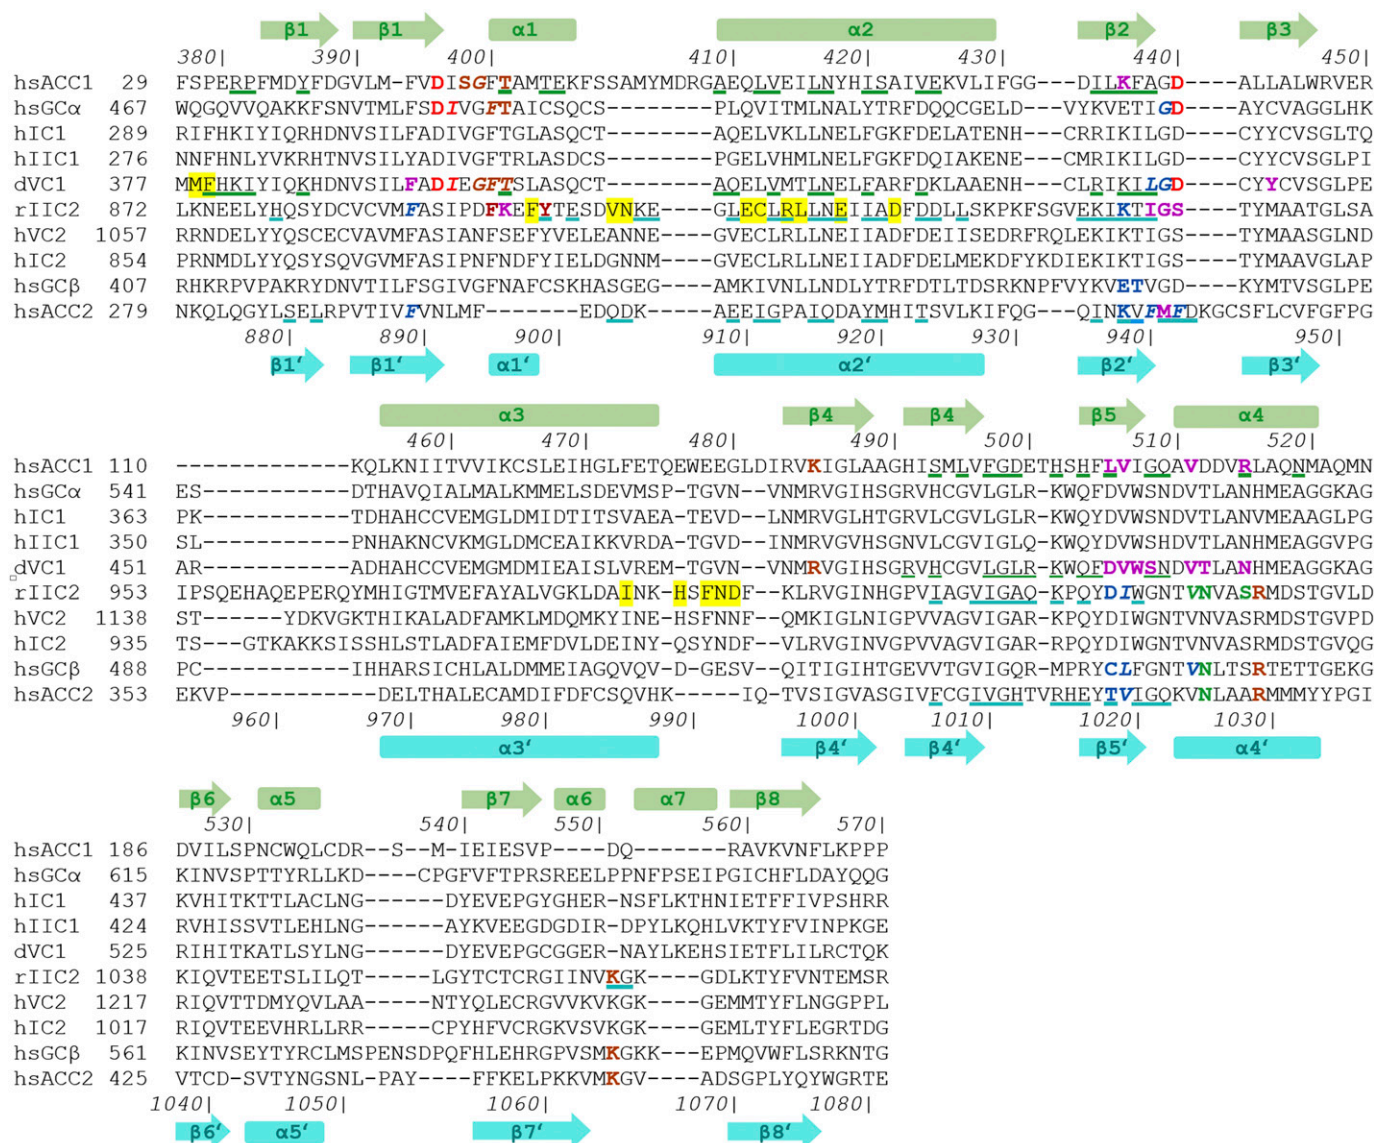 β1 β1 α1 α2 β2 β3
380| 390| 400| 410| 420| 430| 440| 450|
hsACC1 29 FSPERPFMDYFDGVLM-FVDISGFTAMTEKFSSAMYMDRGAEQLVEILNYHISAIVEKVLIFGG---DILKFAGD----ALLALWRVER
hsGCα 467 WQGQVVQAKKFSNVTMLFSDIVGFTAICSQCS-------PLQVITMLNALYTRFDQQCGELD---VYKVETIGD----AYCVAGGLHK
hIC1 289 RIFHKIYIQRHDNVSILFADIVGFTGLASQCT-------AQELVKLLNELFGKFDELATENH---CRRIKILGD----CYYCVSGLTQ
hIIC1 276 NNFHNLYVKRHTNVSILYADIVGFTRLASDCS-------PGELVHMLNELFGKFDQIAKENE---CMRIKILGD----CYYCVSGLPI
dVC1 377 MMFHKIYIQKHDNVSILFADIEGFTSLASQCT-------AQELVMTLNELFARFDKLAAENH---CLRIKILGD----CYYCVSGLPE
rIIC2 872 LKNEELYHQSYDCVCVMFASIPDFKEFYTESDVNKE----GLECLRLLNEIIADFDDLLSKPKFSGVEKIKTIGS----TYMAATGLSA
hVC2 1057 RRNDELYYQSCECVAVMFASIANFSEFYVELEANNE----GVECLRLLNEIIADFDEIISEDRFRQLEKIKTIGS----TYMAASGLND
hIC2 854 PRNMDLYYQSYSQVGVMFASIPNFNDFYIELDGNNM----GVECLRLLNEIIADFDELMEKDFYKDIEKIKTIGS----TYMAAVGLAP
hsGCβ 407 RHKRPVPAKRYDNVTILFSGIVGFNAFCSKHASGEG----AMKIVNLLNDLYTRFDTLTDSRKNPFVYKVETVGD----KYMTVSGLPE
hsACC2 279 NKQLQGYLSELRPVTIVFVNLMF------EDQDK------AEEIGPAIQDAYMHITSVLKIFQG---QINKVFMFDKGCSFLCVFGFPG
880| 890| 900| 910| 920| 930| 940| 950|
β1' β1' α1' α2' β2' β3'
α3 β4 β4 β5 α4
460| 470| 480| 490| 500| 510| 520|
hsACC1 110 -------------KQLKNIITVVIKCSLEIHGLFETQEWEEGLDIRVKIGLAAGHISMLVFGDETHSHFLVIGQAVDDVRLAQNMAQMN
hsGCα 541 ES-----------DTHAVQIALMALKMMELSDEVMSP-TGVN--VNMRVGIHSGRVHCGVLGLR-KWQFDVWSNDVTLANHMEAGGKAG
hIC1 363 PK-----------TDHAHCCVEMGLDMIDTITSVAEA-TEVD--LNMRVGLHTGRVLCGVLGLR-KWQYDVWSNDVTLANVMEAAGLPG
hIIC1 350 SL-----------PNHAKNCVKMGLDMCEAIKKVRDA-TGVD--INMRVGVHSGNVLCGVIGLQ-KWQYDVWSHDVTLANHMEAGGVPG
dVC1 451 AR-----------ADHAHCCVEMGLDMIEAISLVREM-TGVN--VNMRVGIHSGRVHCGVLGLR-KWQFDVWSNDVTLANHMEAGGKAG
rIIC2 953 IPSQEHAQEPERQYMHIGTMVEFAYALVGKLDAINK-HSFNDF--KLRVGINHGPVIAGVIGAQ-KPQYDIWGNTVNVASRMDSTGVLD
hVC2 1138 ST------YDKVGKTHIKALADFAMKLMDQMKYINE-HSFNNF--QMKIGLNIGPVVAGVIGAR-KPQYDIWGNTVNVASRMDSTGVPD
hIC2 935 TS---GTKAKKSISSHLSTLADFAIEMFDVLDEINY-QSYNDF--VLRVGINVGPVVAGVIGAR-RPQYDIWGNTVNVASRMDSTGVQG
hsGCβ 488 PC-----------IHHARSICHLALDMMEIAGQVQV-D-GESV--QITIGIHTGEVVTGVIGQR-MPRYCLFGNTVNLTSRTETTGEKG
hsACC2 353 EKVP---------DELTHALECAMDIFDFCSQVHK-----IQ-TVSIGVASGIVFCGIVGHTVRHEYTVIGQKVNLAARMMMYYPGI
960| 970| 980| 990| 1000| 1010| 1020| 1030|
α3' β4' β4' β5' α4'
β6 α5 β7 α6 α7 β8
530| 540| 550| 560| 570|
hsACC1 186 DVILSPNCWQLCDR--S--M-IEIESVP----DQ------RAVKVNFLKPPP
hsGCα 615 KINVSPTTYRLLKD----CPGFVFTPRSREELPPNFPSEIPGICHFLDAYQQG
hIC1 437 KVHITKTTLACLNG-----DYEVEPGYGHER-NSFLKTHNIETFFIVPSHRR
hIIC1 424 RVHISSVTLEHLNG-----AYKVEEGDGDIR-DPYLKQHLVKTYFVINPKGE
dVC1 525 RIHITKATLSYLNG-----DYEVEPGCGGER-NAYLKEHSIETFLILRCTQK
rIIC2 1038 KIQVTEETSLILQT----LGYTCTCRGIINVKGK----GDLKTYFVNTEMSR
hVC2 1217 RIQVTTDMYQVLAA----NTYQLECRGVVKVKGK----GEMMTYFLNGGPPL
hIC2 1017 RIQVTEEVHRLLRR----CPYHFVCRGKVSVKGK----GEMLTYFLEGRTDG
hsGCβ 561 KINVSEYTYRCLMSPENSDPQFHLEHRGPVSMKGKK---EPMQVWFLSRKNTG
hsACC2 425 VTCD-SVTYNGSNL-PAY----FFKELPKKVMKGV----ADSGPLYQYWGRTE
1040| 1050| 1060| 1070| 1080|
β6' α5' β7' β8'